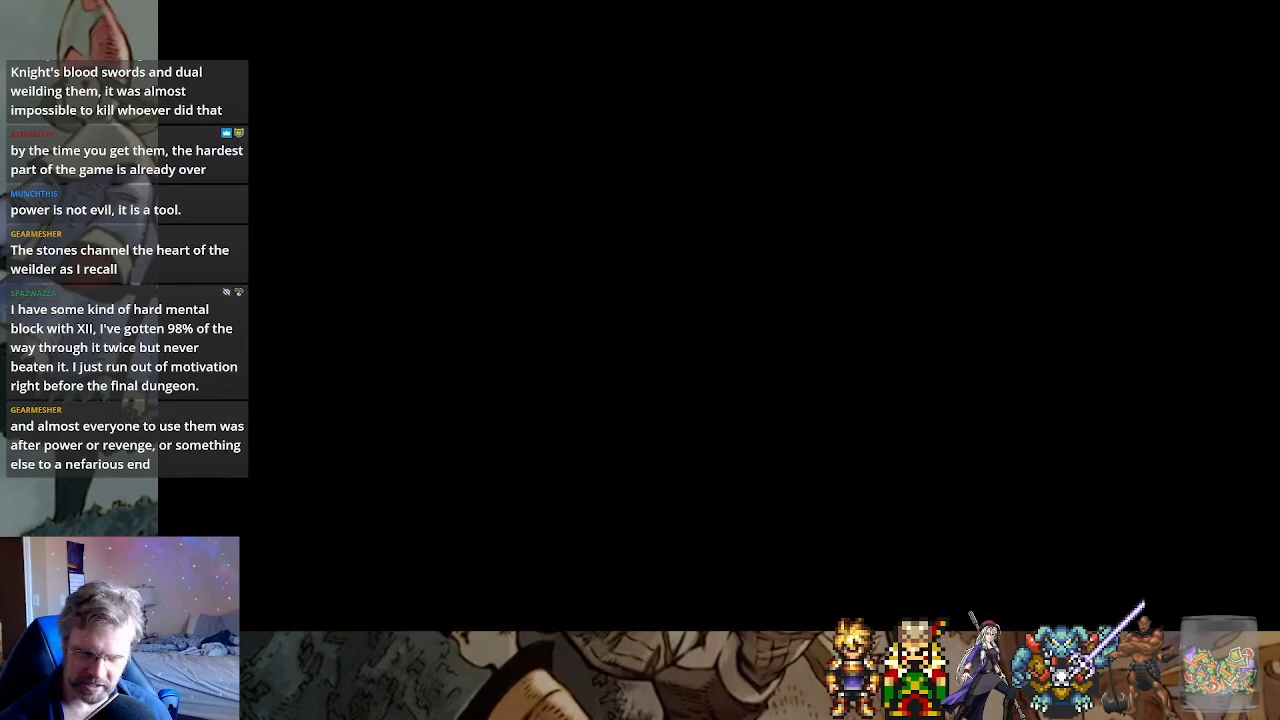 Knight's blood swords and dual
weilding them, it was almost
impossible to kill whoever did that
by the time you get them, the hardest
part of the game is already over
MUNCHTHIS
power is not evil, it is a tool.
GEARMESHER
The stones channel the heart of the
weilder as I recall
SPAZWAZZA
I have some kind of hard mental
block with XII, I've gotten 98% of the
way through it twice but never
beaten it. I just run out of motivation
right before the final dungeon.
GEARMESHER
and almost everyone to use them was
after power or revenge, or something
else to a nefarious end